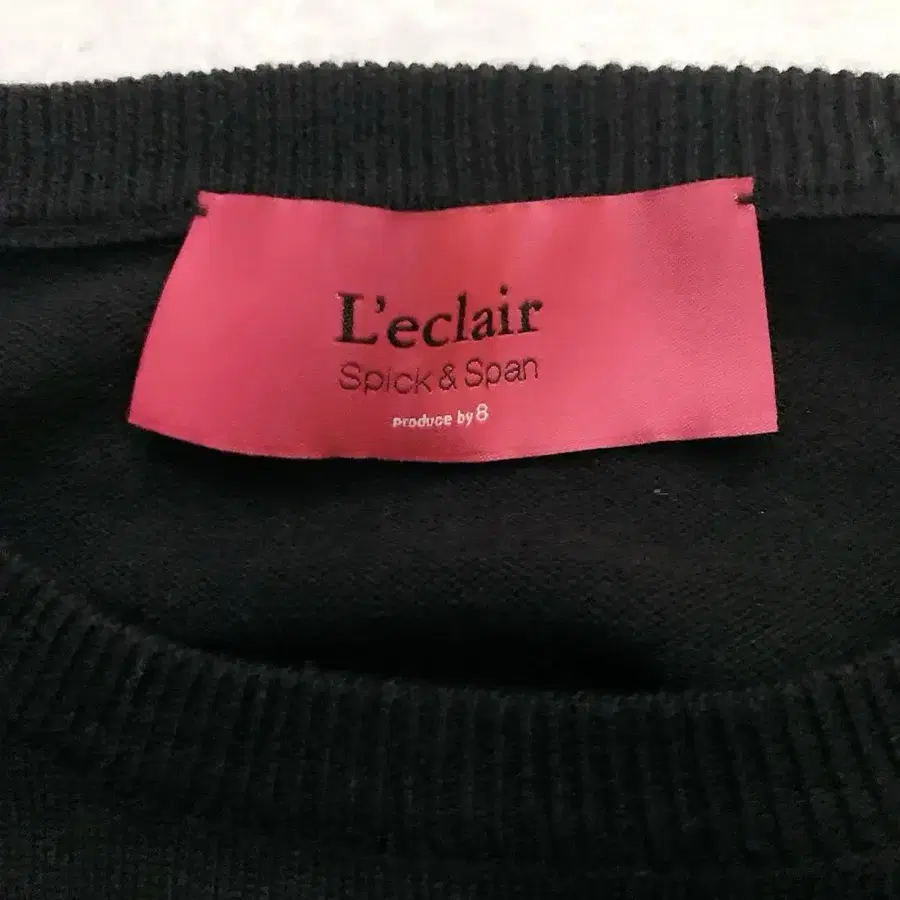 L'eclair
Spick & Span
Produce by 8